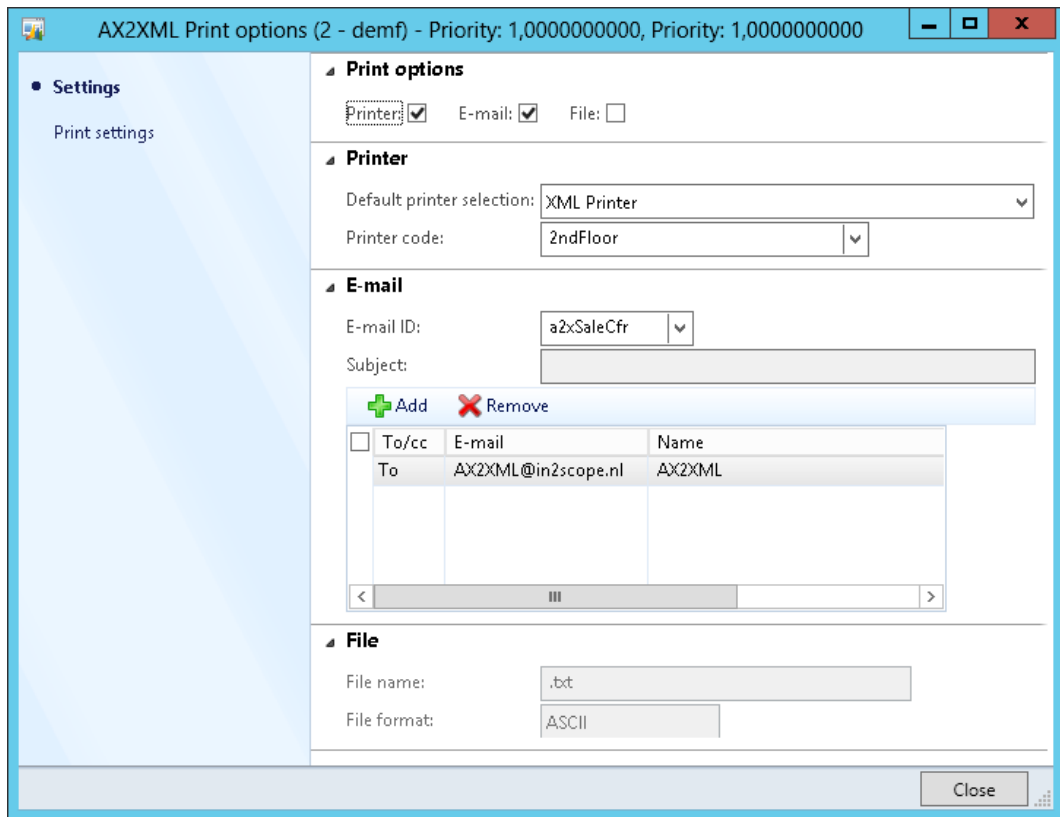 AX2XML Print options (2 - demf) - Priority: 1,0000000000, Priority: 1,0000000000
Settings
Print settings
Print options
Printer: E-mail: File:
Printer
Default printer selection: XML Printer
Printer code: 2ndFloor
E-mail
E-mail ID: a2xSaleCfr
Subject:
Add Remove
To/cc E-mail Name
To AX2XML@in2scope.nl AX2XML
File
File name: .txt
File format: ASCII
Close